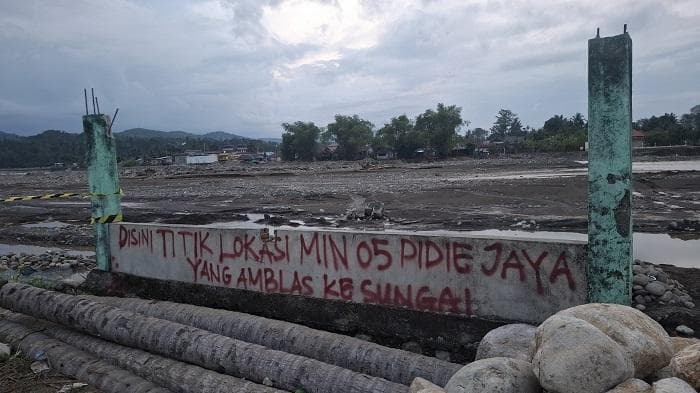 DISINI TITIK LOKASI MIN 05 PIDIE JAYA
YANG AMBLAS KE SUNGAI